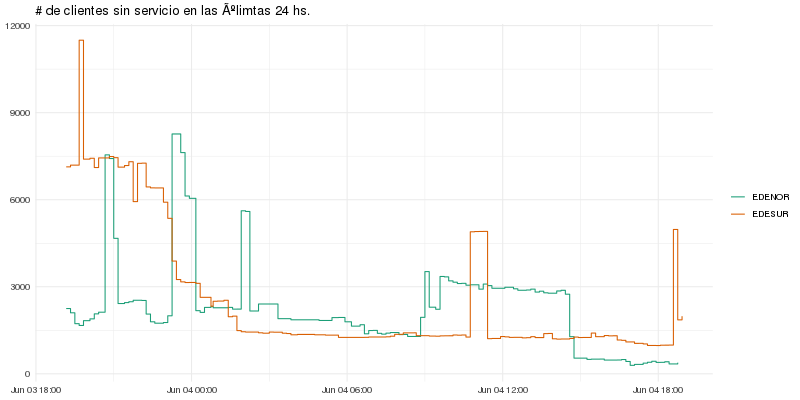 # de clientes sin servicio en las Ãºlimtas 24 hs.
12000
9000
6000
3000
0
Jun 03 18:00
Jun 04 00:00
Jun 04 06:00
Jun 04 12:00
Jun 04 18:00
EDENOR
EDESUR